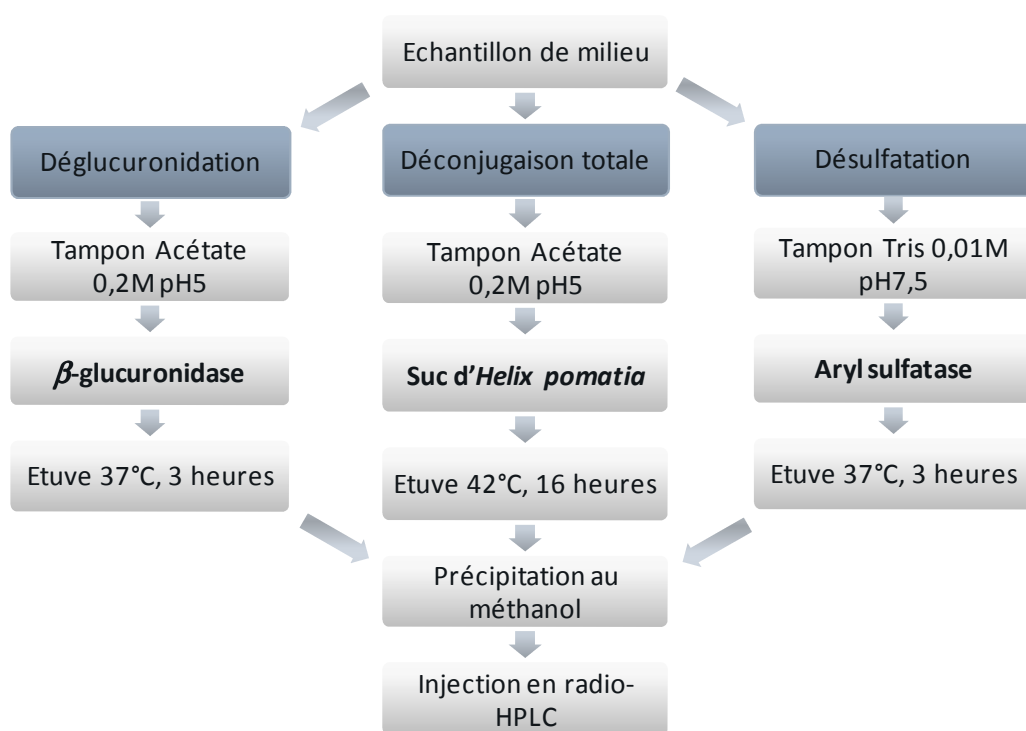 Echantillon de milieu
Déglucuronidation
Déconjugaison totale
Désulfatation
Tampon Acétate
0,2M pH5
Tampon Acétate
0,2M pH5
Tampon Tris 0,01M
pH7,5
β-glucuronidase
Suc d'Helix pomatia
Aryl sulfatase
Etuve 37°C, 3 heures
Etuve 42°C, 16 heures
Etuve 37°C, 3 heures
Précipitation au
méthanol
Injection en radio-
HPLC